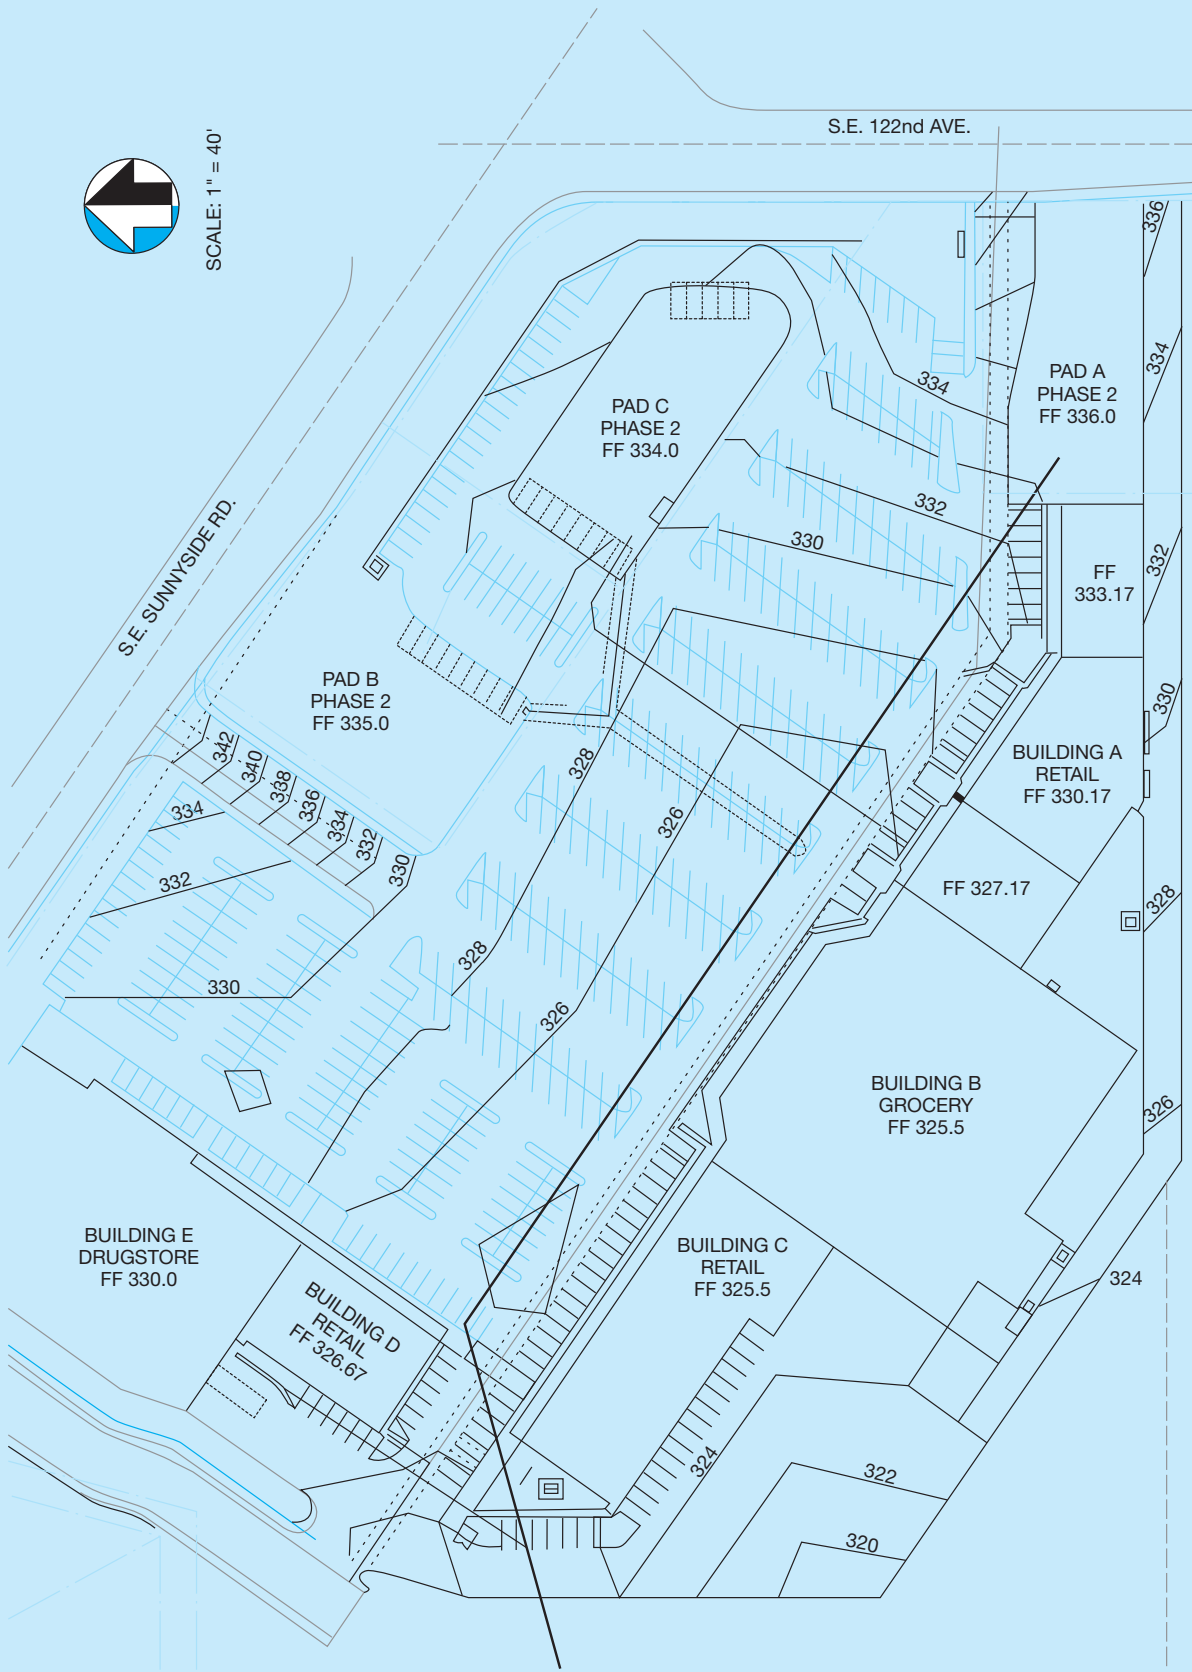 S.E. 122nd AVE.
SCALE: 1" = 40'
336
334
PAD A
PHASE 2
FF 336.0
334
PAD C
PHASE 2
FF 334.0
332
330
332
FF
333.17
S.E. SUNNYSIDE RD.
PAD B
PHASE 2
FF 335.0
330
342
340
338
336
334
332
330
328
326
BUILDING A
RETAIL
FF 330.17
334
332
FF 327.17
328
328
330
326
BUILDING B
GROCERY
FF 325.5
326
BUILDING E
DRUGSTORE
FF 330.0
BUILDING C
RETAIL
FF 325.5
324
BUILDING D
RETAIL
FF 326.67
324
322
320